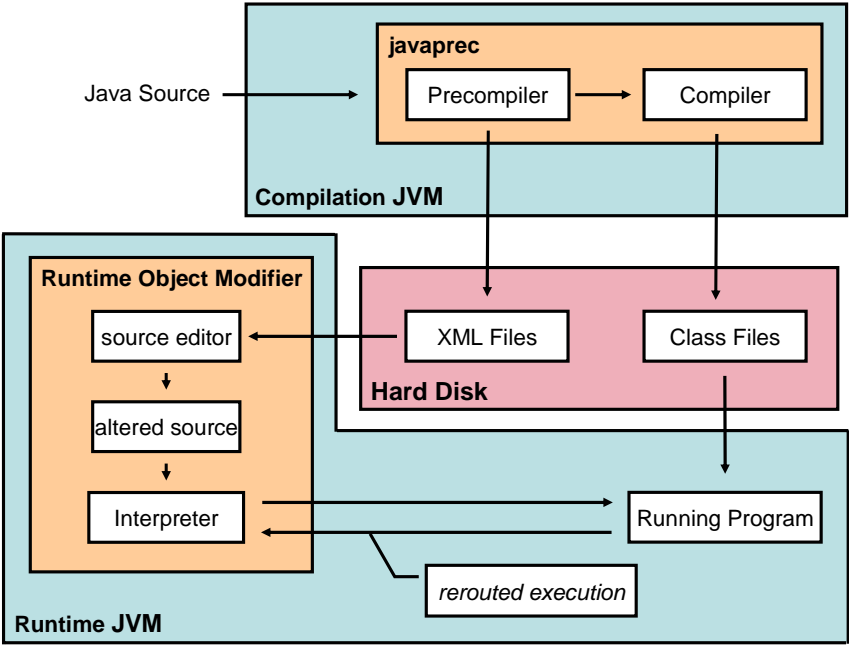 javaprec
Java Source
Precompiler
Compiler
Compilation JVM
Runtime Object Modifier
source editor
XML Files
Class Files
Hard Disk
altered source
Interpreter
Running Program
rerouted execution
Runtime JVM